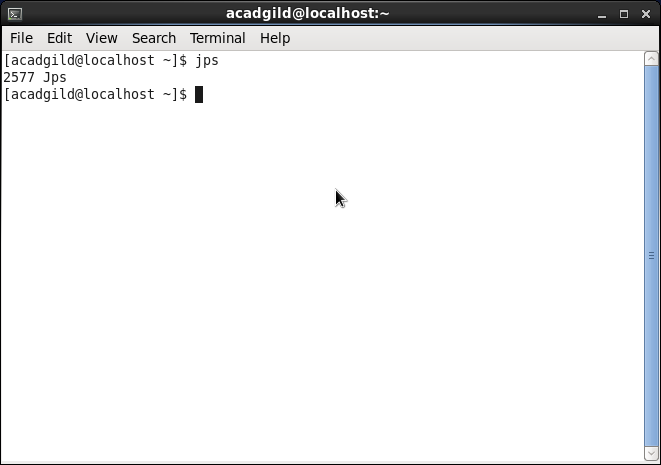 acadgild@localhost:~
File Edit View Search Terminal Help
[acadgild@localhost ~]$ jps
2577 Jps
[acadgild@localhost ~]$